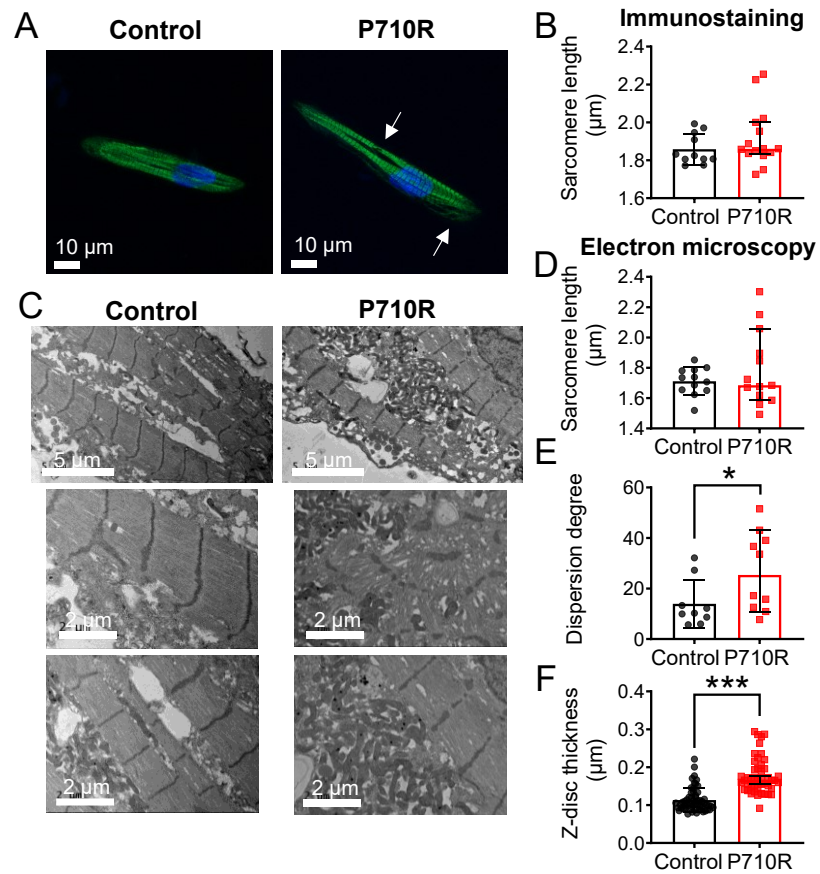 A
Control
P710R
10 µm
10 µm
B
Immunostaining
Sarcomere length
(µm)
2.4
2.2
2.0
1.8
1.6
Control P710R
C
Control
P710R
5 µm
5 µm
2 µm
2 µm
2 µm
2 µm
Electron microscopy
D
Sarcomere length
(µm)
2.4
2.2
2.0
1.8
1.6
1.4
Control P710R
E
Dispersion degree
60
40
20
0
*
Control P710R
F
Z-disc thickness
(µm)
0.4
0.3
0.2
0.1
0.0
***
Control P710R